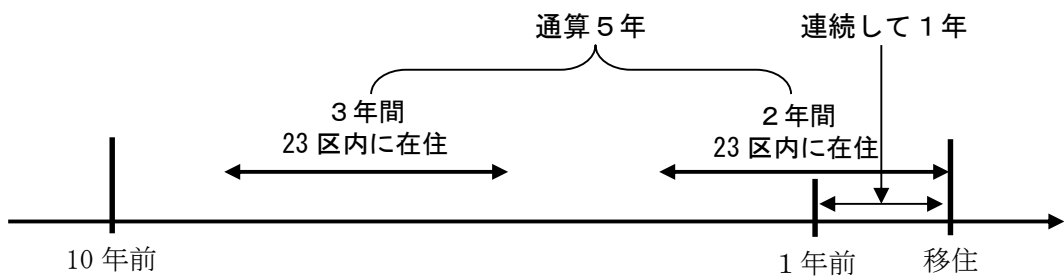 通算５年
連続して１年
３年間
23 区内に在住
２年間
23 区内に在住
10 年前
１年前
移住